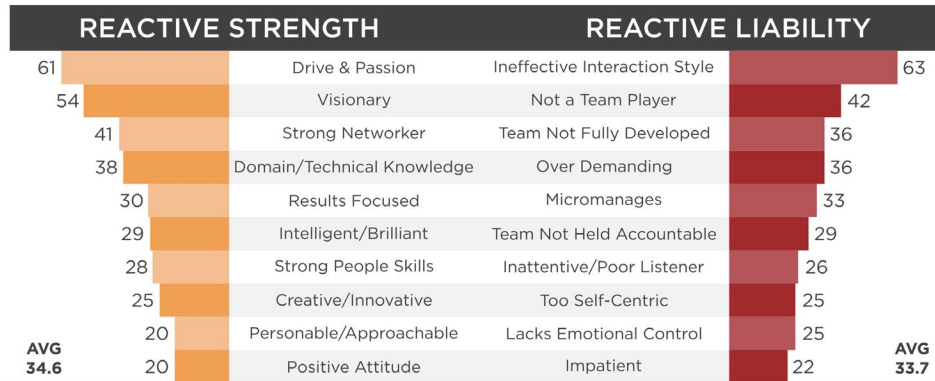 REACTIVE STRENGTH REACTIVE LIABILITY
61 Drive & Passion Ineffective Interaction Style 63
54 Visionary Not a Team Player 42
41 Strong Networker Team Not Fully Developed 36
38 Domain/Technical Knowledge Over Demanding 36
30 Results Focused Micromanages 33
29 Intelligent/Brilliant Team Not Held Accountable 29
28 Strong People Skills Inattentive/Poor Listener 26
25 Creative/Innovative Too Self-Centric 25
20 Personable/Approachable Lacks Emotional Control 25
AVG AVG
34.6 20 Positive Attitude Impatient 22 33.7